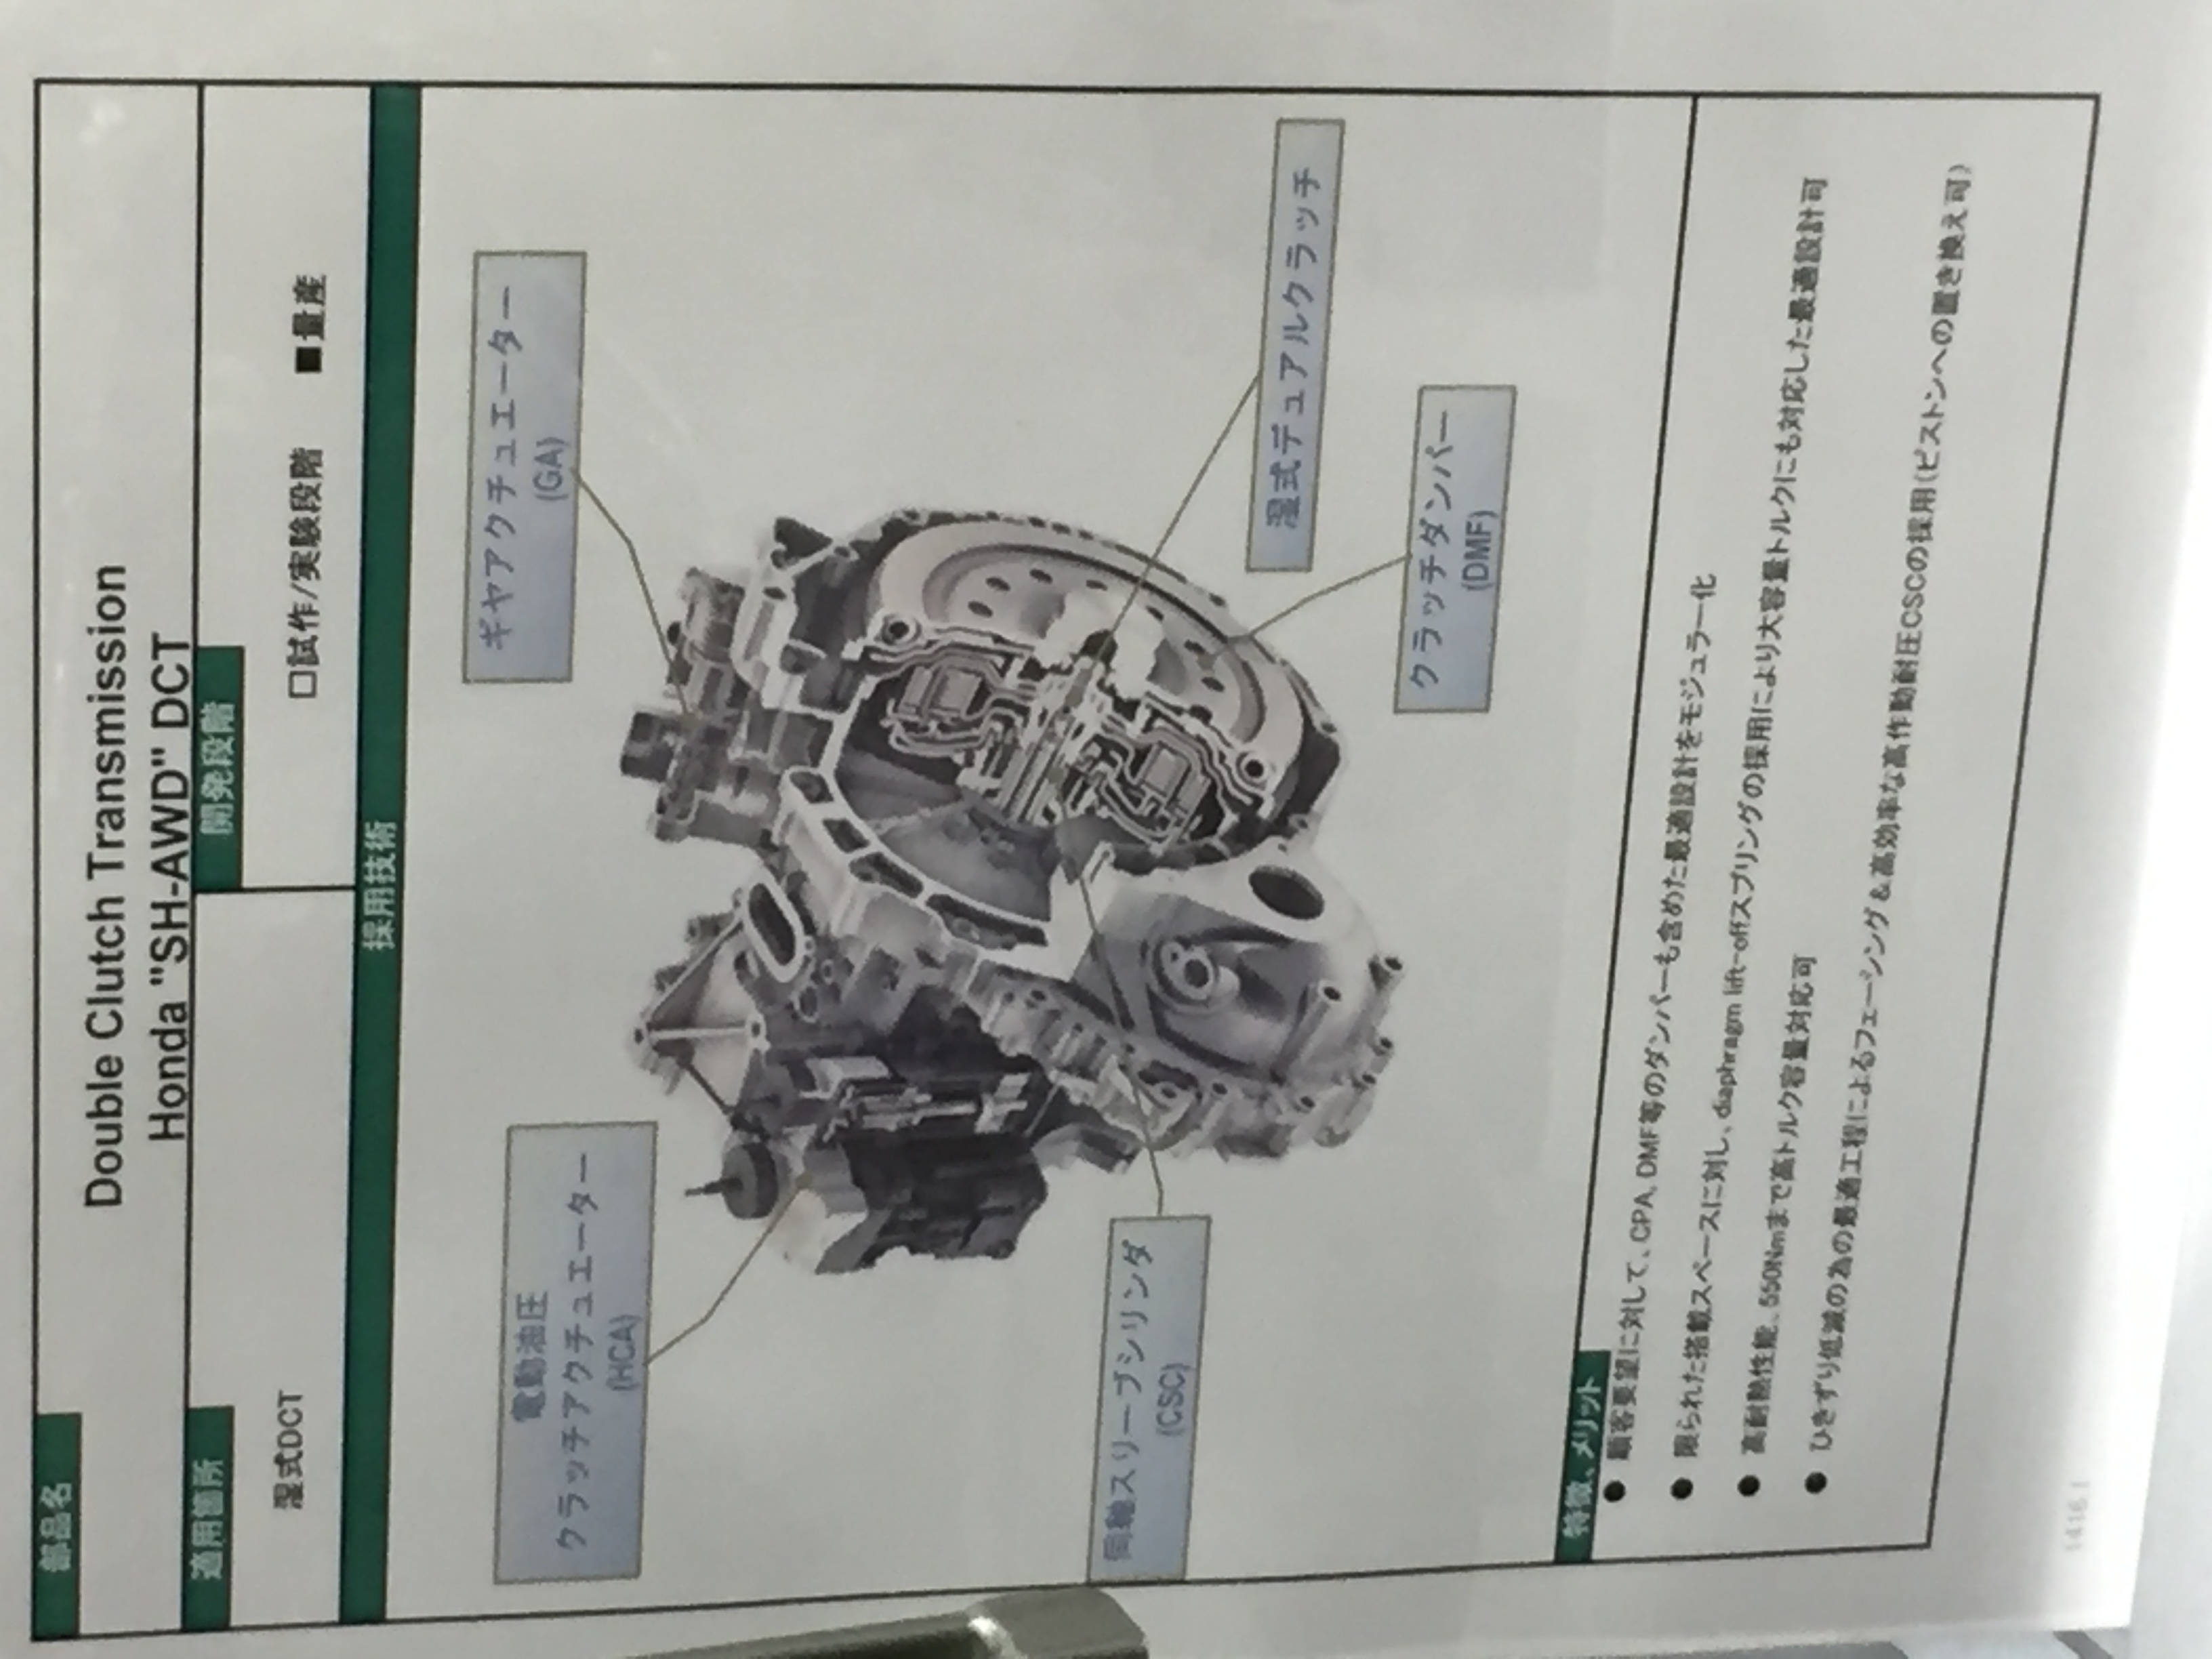 部品名
Double Clutch Transmission
Honda "SH-AWD" DCT
適用箇所
開発段階
湿式DCT
□試作/実験段階 ■量産
採用技術
ギヤアクチュエーター
(GA)
電動油圧
クラッチアクチュエーター
(HCA)
同軸スリーブシリンダ
(CSC)
湿式デュアルクラッチ
クラッチダンパー
(DMF)
特徴、メリット
● 顧客要望に対して、CPA, DMF等のダンパーも含めた最適設計をモジュラー化
● 限られた搭載スペースに対し、diaphragm lift-offスプリングの採用により大容量トルクにも対応した最適設計可
● 高耐熱性能、550Nmまで高トルク容量対応可
● ひきずり低減の為の最適工程によるフェーシング＆高効率な高作動耐圧CSCの採用(ピストンへの置き換え可)